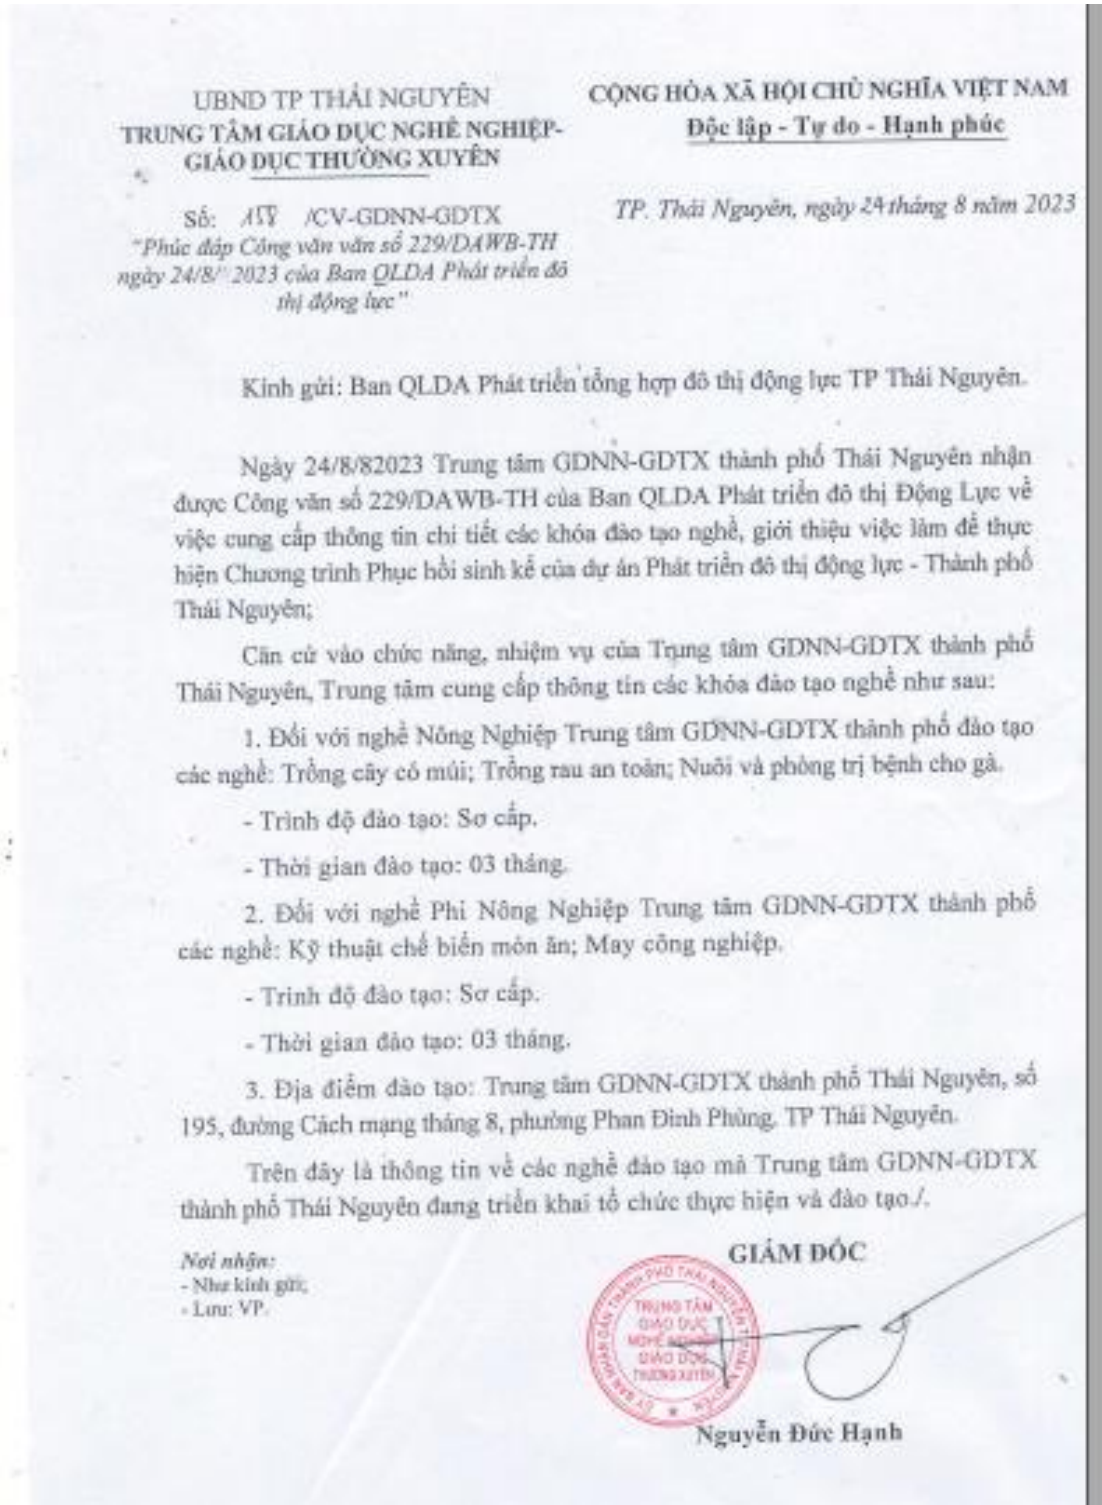 UBND TP THÁI NGUYÊN
TRUNG TÂM GIÁO DỤC NGHỀ NGHIỆP-
GIÁO DỤC THƯỜNG XUYÊN
CỘNG HÒA XÃ HỘI CHỦ NGHĨA VIỆT NAM
Độc lập - Tự do - Hạnh phúc
Số: /CV-GDNN-GDTX
"Phúc đáp Công văn văn số 229/DAWB-TH
ngày 24/8/ 2023 của Ban QLDA Phát triển đô
thị động lực"
TP. Thái Nguyên, ngày 24 tháng 8 năm 2023
Kính gửi: Ban QLDA Phát triển tổng hợp đô thị động lực TP Thái Nguyên.
Ngày 24/8/82023 Trung tâm GDNN-GDTX thành phố Thái Nguyên nhận
được Công văn số 229/DAWB-TH của Ban QLDA Phát triển đô thị Động Lực về
việc cung cấp thông tin chi tiết các khóa đào tạo nghề, giới thiệu việc làm để thực
hiện Chương trình Phục hồi sinh kế của dự án Phát triển đô thị động lực - Thành phố
Thái Nguyên;
Căn cứ vào chức năng, nhiệm vụ của Trung tâm GDNN-GDTX thành phố
Thái Nguyên, Trung tâm cung cấp thông tin các khóa đào tạo nghề như sau:
1. Đối với nghề Nông Nghiệp Trung tâm GDNN-GDTX thành phố đào tạo
các nghề: Trồng cây có múi; Trồng rau an toàn; Nuôi và phòng trị bệnh cho gà.
- Trình độ đào tạo: Sơ cấp.
- Thời gian đào tạo: 03 tháng.
2. Đối với nghề Phi Nông Nghiệp Trung tâm GDNN-GDTX thành phố
các nghề: Kỹ thuật chế biến món ăn; May công nghiệp.
- Trình độ đào tạo: Sơ cấp.
- Thời gian đào tạo: 03 tháng.
3. Địa điểm đào tạo: Trung tâm GDNN-GDTX thành phố Thái Nguyên, số
195, đường Cách mạng tháng 8, phường Phan Đình Phùng, TP Thái Nguyên.
Trên đây là thông tin về các nghề đào tạo mà Trung tâm GDNN-GDTX
thành phố Thái Nguyên đang triển khai tổ chức thực hiện và đào tạo./.
Nơi nhận:
- Như kính gửi;
- Lưu: VP.
GIÁM ĐỐC
ỦY BAN NHÂN DÂN THÀNH PHỐ THÁI NGUYÊN T.THÁI NGUYÊN
TRUNG TÂM
GIÁO DỤC
NGHỀ NGHIỆP
GIÁO DỤC
THƯỜNG XUYÊN
Nguyễn Đức Hạnh